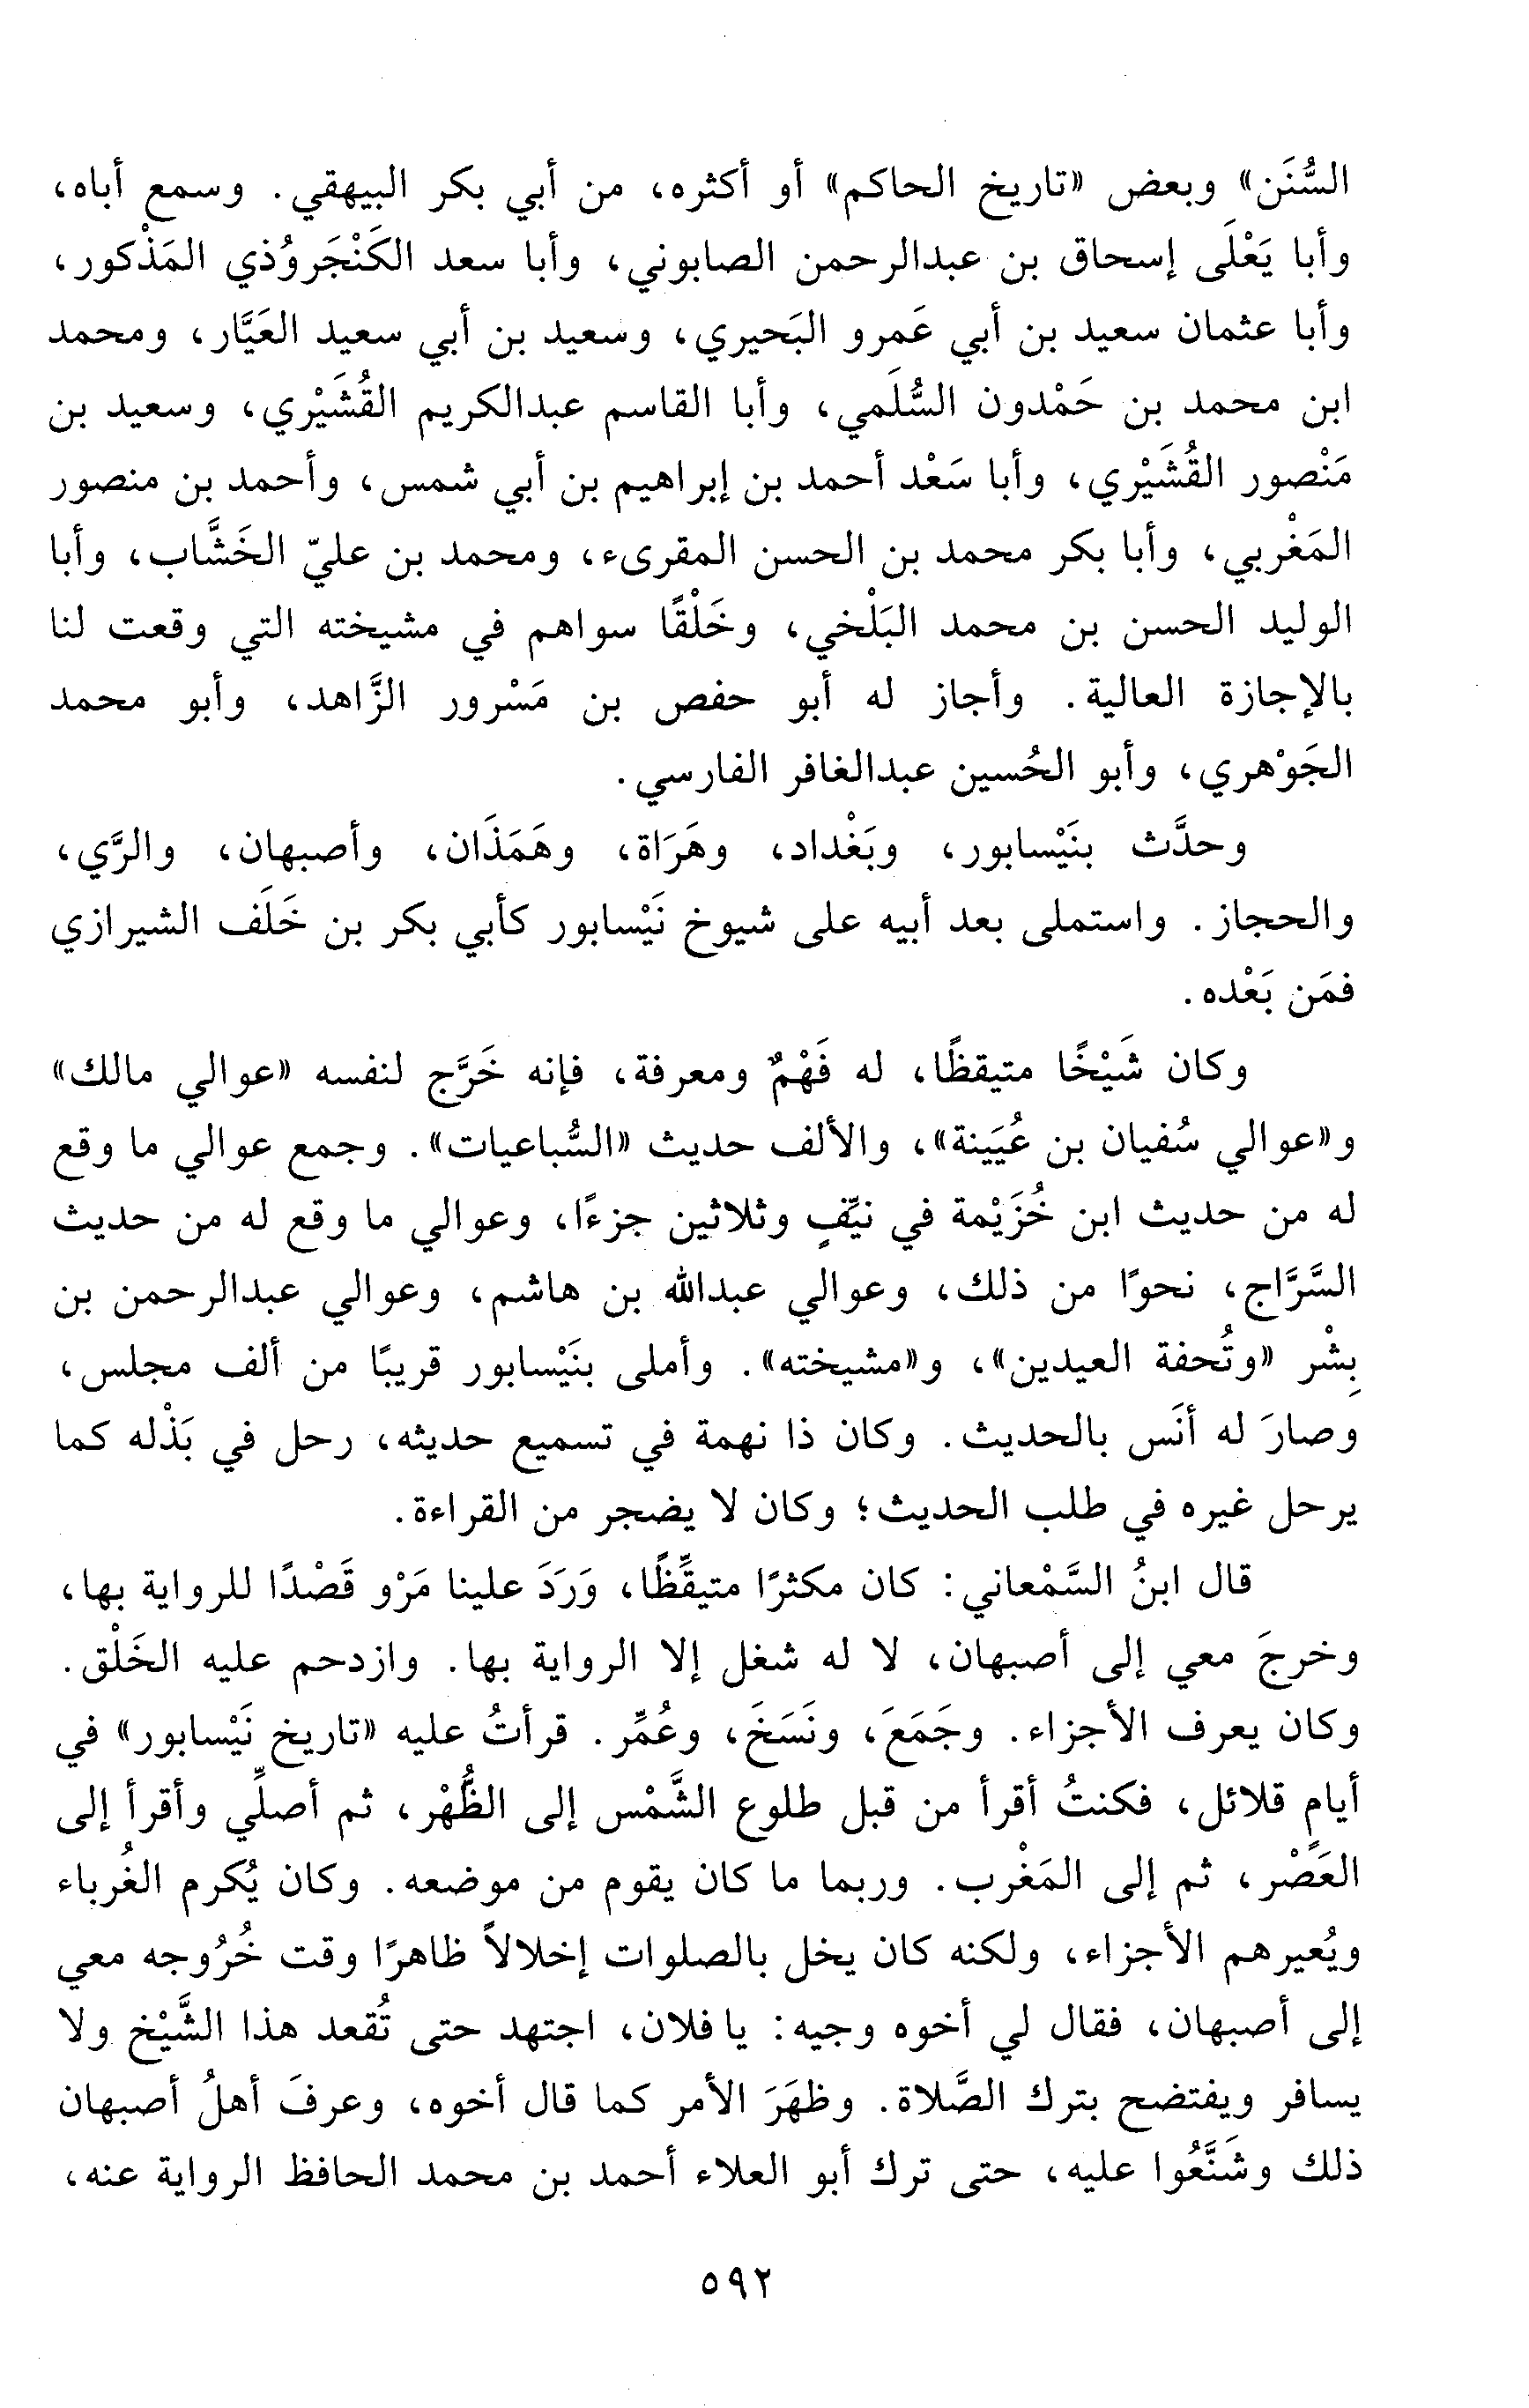 السُّنَن» وبعض «تاريخ الحاكم» أو أكثره، من أبي بكر البيهقي. وسمع أباه،
وأبا يَعْلَى إسحاق بن عبدالرحمن الصابوني، وأبا سعد الكَنْجَروُذي المَذْكور،
وأبا عثمان سعيد بن أبي عَمرو البَحيري، وسعيد بن أبي سعيد العَيَّار، ومحمد
ابن محمد بن حَمْدون السُّلَمي، وأبا القاسم عبدالكريم القُشَيْري، وسعيد بن
مَنْصور القُشَيْري، وأبا سَعْد أحمد بن إبراهيم بن أبي شمس، وأحمد بن منصور
المَغْربي، وأبا بكر محمد بن الحسن المقرىء، ومحمد بن عليّ الخَشَّاب، وأبا
الوليد الحسن بن محمد البَلْخي، وخَلْقًا سواهم في مشيخته التي وقعت لنا
بالإجازة العالية. وأجاز له أبو حفص بن مَسْرور الزَّاهد، وأبو محمد
الجَوْهري، وأبو الحُسين عبدالغافر الفارسي.
وحدَّث بنَيْسابور، وبَغْداد، وهَرَاة، وهَمَذَان، وأصبهان، والرَّي،
والحجاز. واستملى بعد أبيه على شيوخ نَيْسابور كأبي بكر بن خَلَف الشيرازي
فمَن بَعْده.
وكان شَيْخًا متيقظًا، له فَهْمٌ ومعرفة، فإنه خَرَّج لنفسه «عوالي مالك»
و«عوالي سُفيان بن عُيَينة»، والألف حديث «السُّباعيات». وجمع عوالي ما وقع
له من حديث ابن خُزَيْمة في نيّفٍ وثلاثين جزءًا، وعوالي ما وقع له من حديث
السَّرَّاج، نحوًا من ذلك، وعوالي عبدالله بن هاشم، وعوالي عبدالرحمن بن
بِشْر «وتُحفة العيدين»، و«مشيخته». وأملى بنَيْسابور قريبًا من ألف مجلس،
وصارَ له أنَس بالحديث. وكان ذا نهمة في تسميع حديثه، رحل في بَذْله كما
يرحل غيره في طلب الحديث؛ وكان لا يضجر من القراءة.
قال ابنُ السَّمْعاني: كان مكثرًا متيقِّظًا، وَرَدَ علينا مَرْو قَصْدًا للرواية بها،
وخرجَ معي إلى أصبهان، لا له شغل إلا الرواية بها. وازدحم عليه الخَلْق.
وكان يعرف الأجزاء. وجَمَعَ، ونَسَخَ، وعُمِّر. قرأتُ عليه «تاريخ نَيْسابور» في
أيامٍ قلائل، فكنتُ أقرأ من قبل طلوع الشَّمْس إلى الظُّهْر، ثم أصلِّي وأقرأ إلى
العَصْر، ثم إلى المَغْرب. وربما ما كان يقوم من موضعه. وكان يُكرم الغُرباء
ويُعيرهم الأجزاء، ولكنه كان يخل بالصلوات إخلالاً ظاهرًا وقت خُرُوجه معي
إلى أصبهان، فقال لي أخوه وجيه: يا فلان، اجتهد حتى تُقعد هذا الشَّيْخ ولا
يسافر ويفتضح بترك الصَّلاة. وظهَرَ الأمر كما قال أخوه، وعرفَ أهلُ أصبهان
ذلك وشَنَّعُوا عليه، حتى ترك أبو العلاء أحمد بن محمد الحافظ الرواية عنه،
٥٩٢